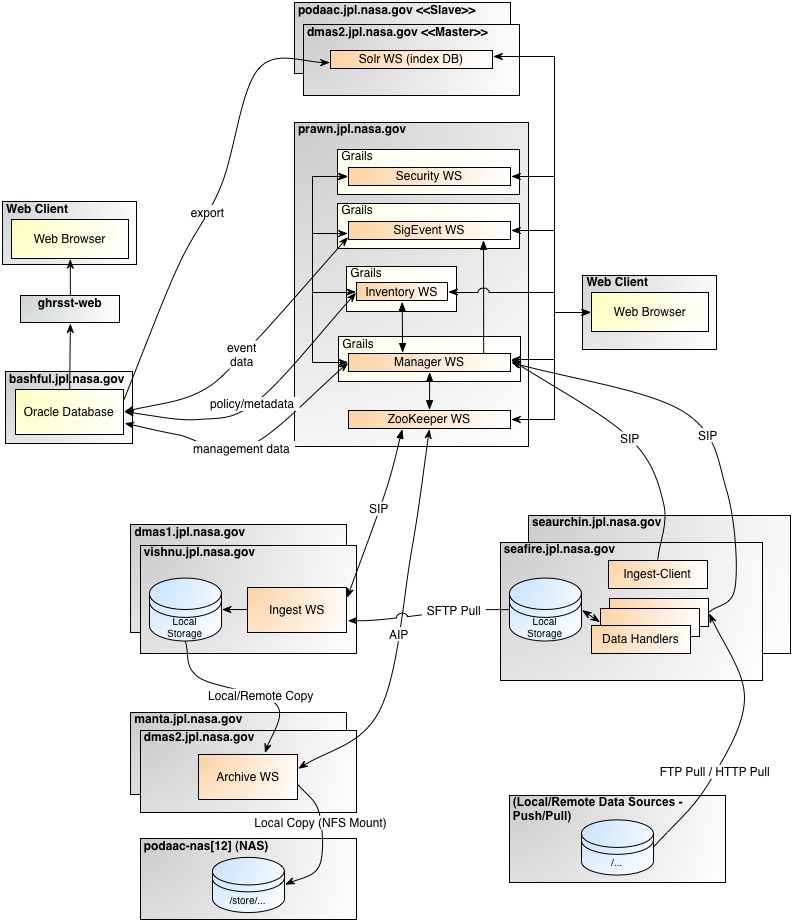 podaac.jpl.nasa.gov <<Slave>>
dmas2.jpl.nasa.gov <<Master>>
Solr WS (index DB)
prawn.jpl.nasa.gov
Grails
Security WS
Grails
SigEvent WS
Grails
Inventory WS
Grails
Manager WS
ZooKeeper WS
export
Web Client
Web Browser
ghrsst-web
bashful.jpl.nasa.gov
Oracle Database
event
data
policy/metadata
management data
Web Client
Web Browser
SIP
SIP
SIP
dmas1.jpl.nasa.gov
vishnu.jpl.nasa.gov
Local
Storage
Ingest WS
SFTP Pull
AIP
seaurchin.jpl.nasa.gov
seafire.jpl.nasa.gov
Ingest-Client
Local
Storage
Data Handlers
Local/Remote Copy
manta.jpl.nasa.gov
dmas2.jpl.nasa.gov
Archive WS
Local Copy (NFS Mount)
podaac-nas[12] (NAS)
/store/...
FTP Pull / HTTP Pull
(Local/Remote Data Sources -
Push/Pull)
/...